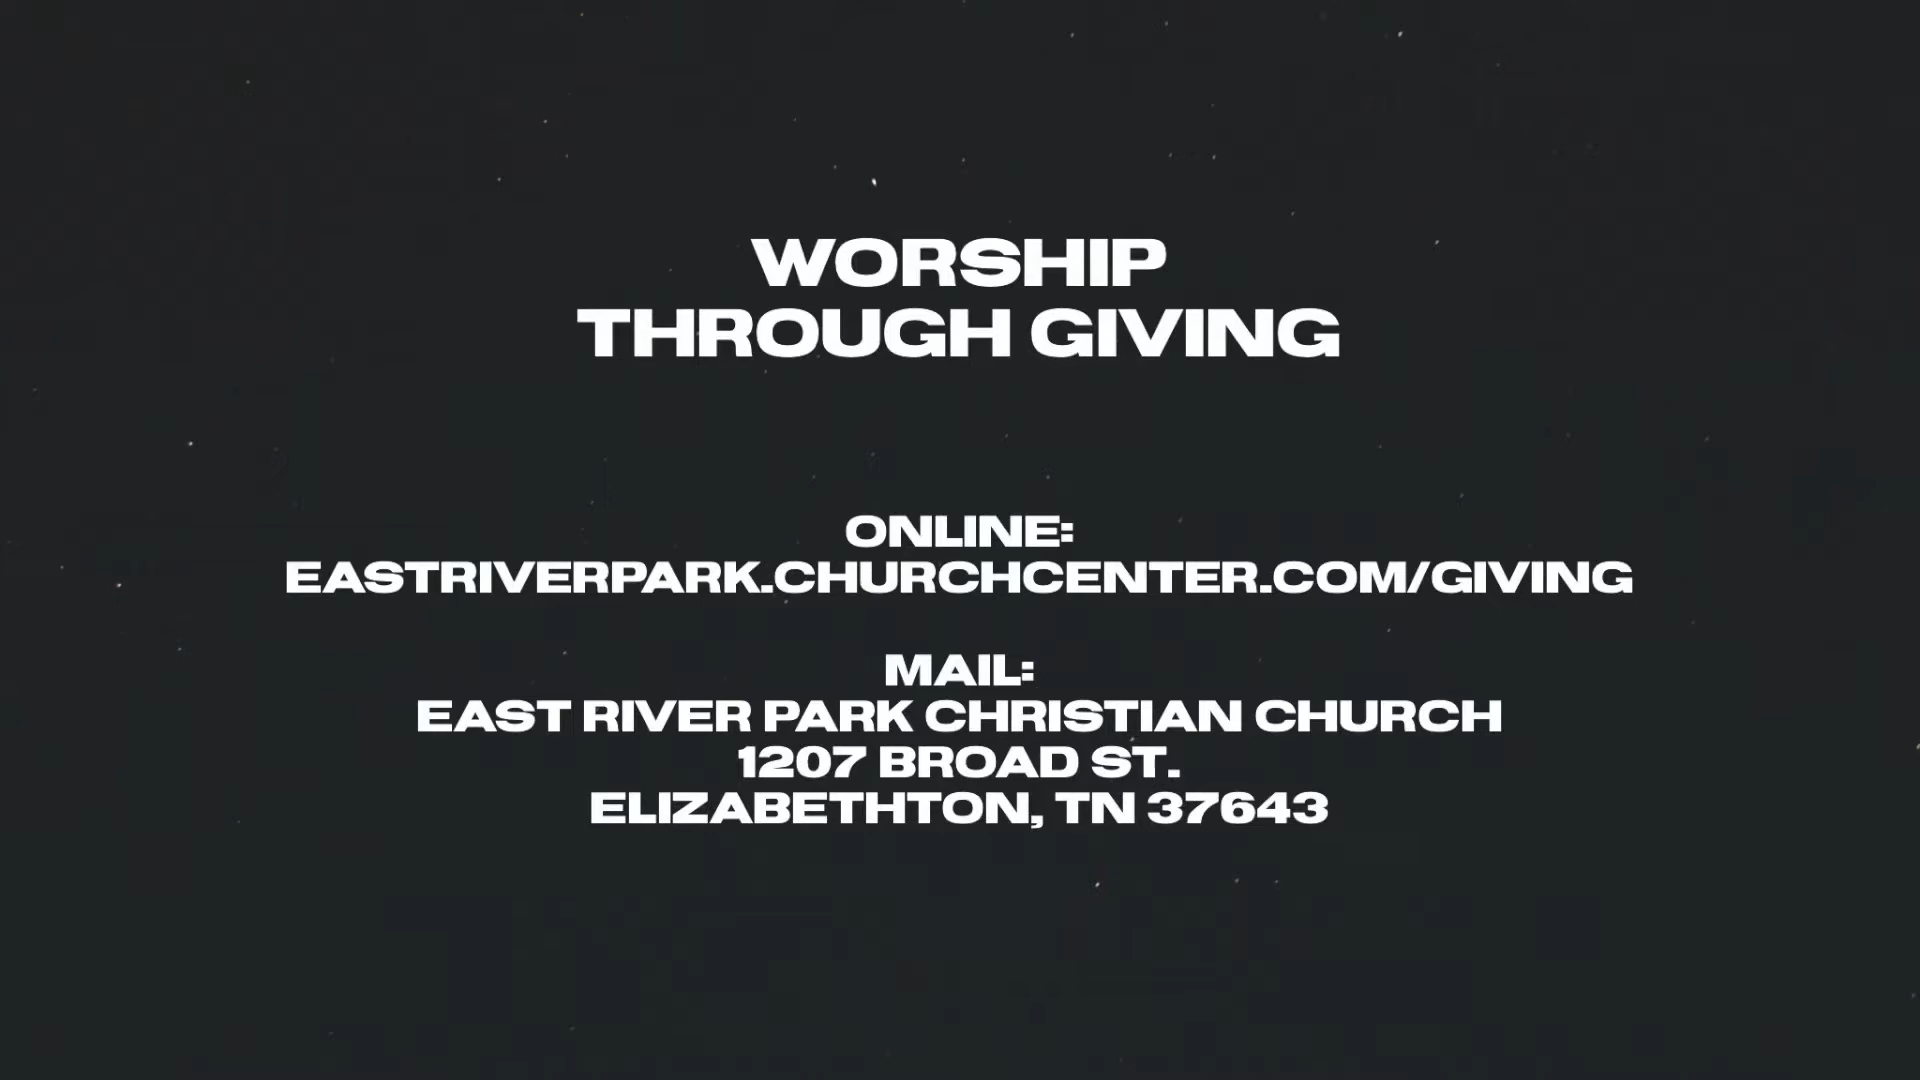 WORSHIP
THROUGH GIVING
ONLINE:
EASTRIVERPARK.CHURCHCENTER.COM/GIVING
MAIL:
EAST RIVER PARK CHRISTIAN CHURCH
1207 BROAD ST.
ELIZABETHTON, TN 37643